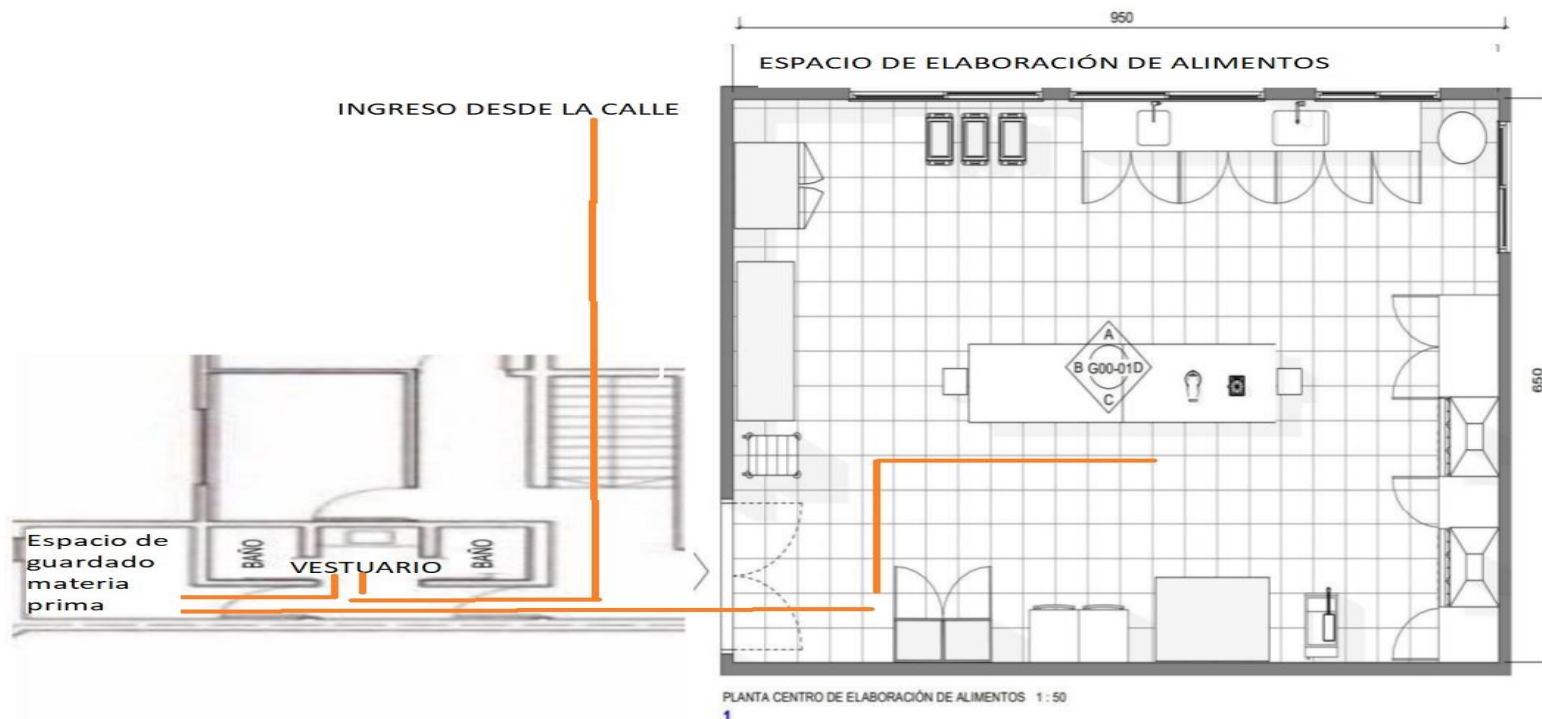 950
ESPACIO DE ELABORACIÓN DE ALIMENTOS
INGRESO DESDE LA CALLE
A
B G00-01 D
C
650
Espacio de
guardado
materia
prima
BAÑO
VESTUARIO
BAÑO
PLANTA CENTRO DE ELABORACIÓN DE ALIMENTOS 1 : 50
1